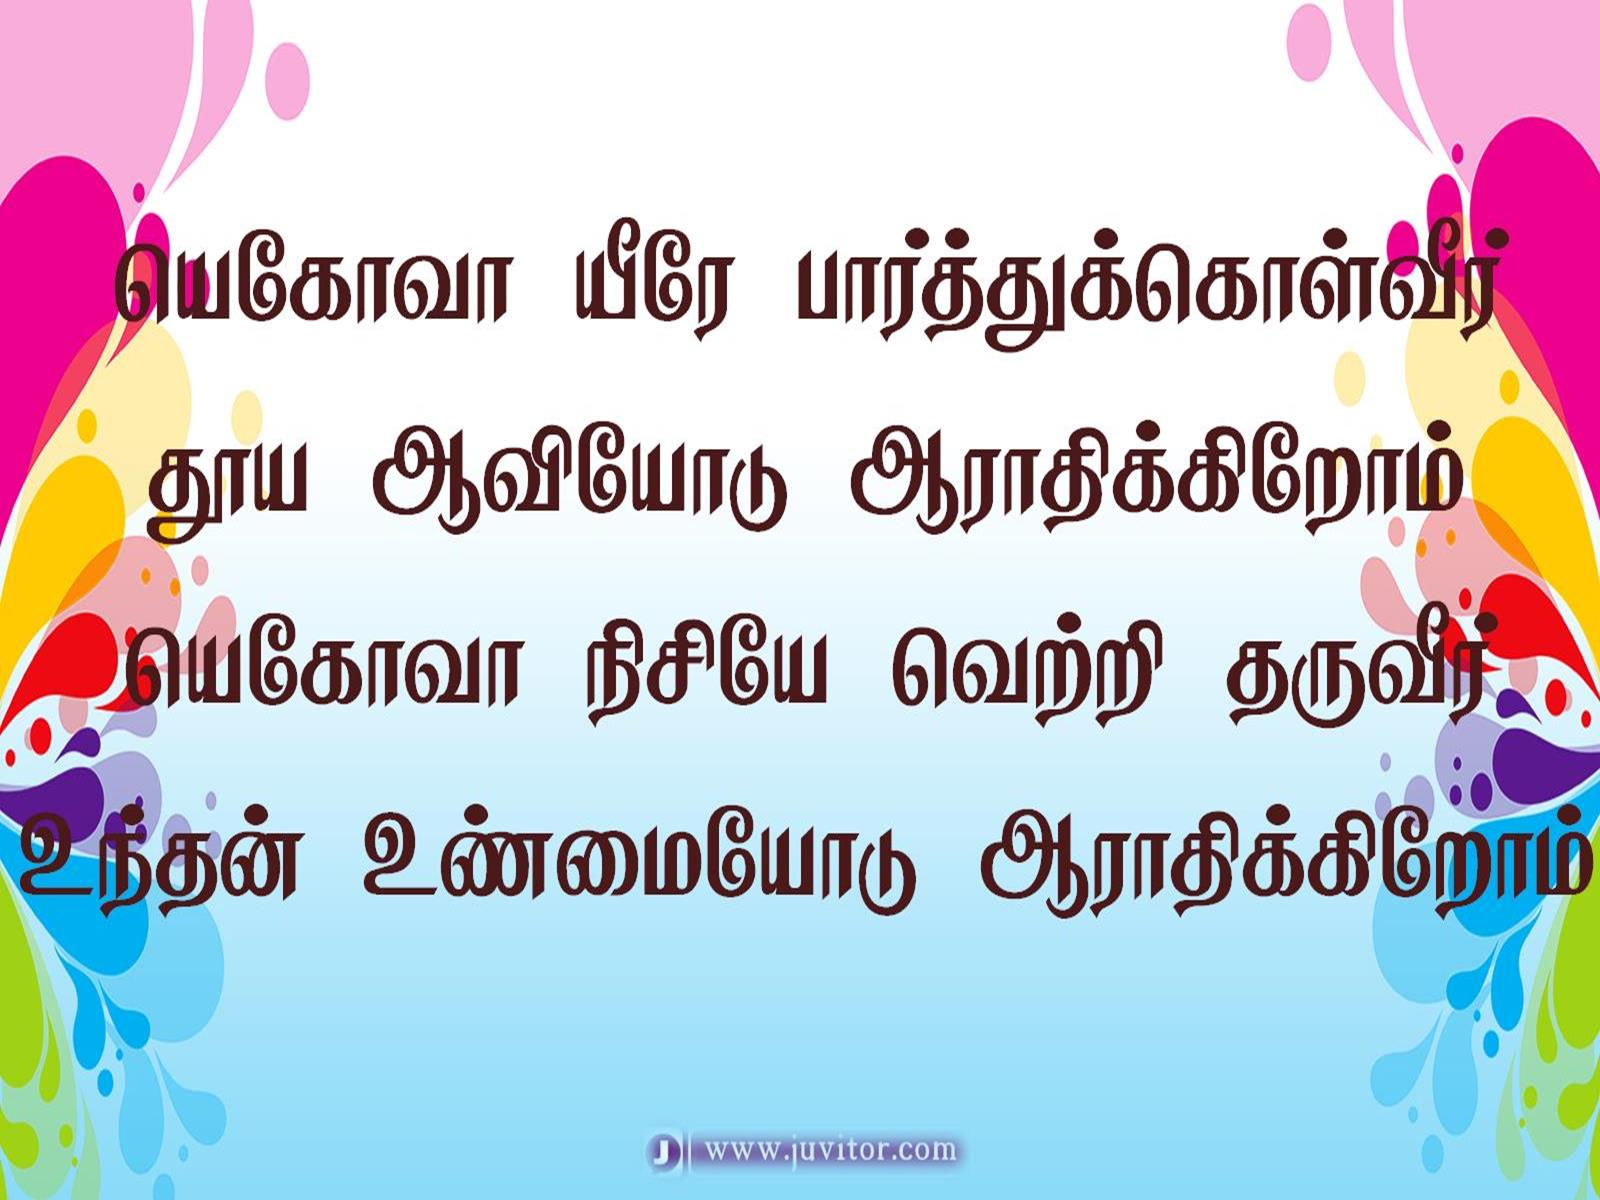 யெகோவா யீரே பார்த்துக்கொள்வீர்
தூய ஆவியோடு ஆராதிக்கிறோம்
யெகோவா நிசியே வெற்றி தருவீர்
உந்தன் உண்மையோடு ஆராதிக்கிறோம்
J www.juvitor.com